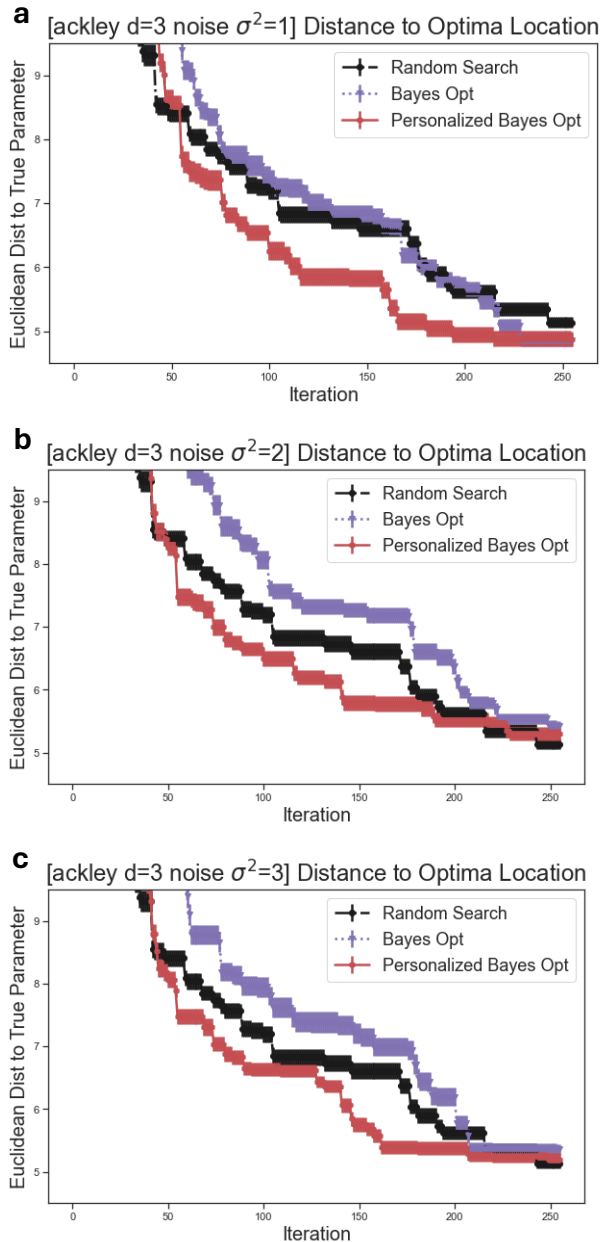 a
[ackley d=3 noise σ²=1] Distance to Optima Location
Euclidean Dist to True Parameter
9
8
7
6
5
Random Search
Bayes Opt
Personalized Bayes Opt
0 50 100 150 200 250
Iteration
b
[ackley d=3 noise σ²=2] Distance to Optima Location
Euclidean Dist to True Parameter
9
8
7
6
5
Random Search
Bayes Opt
Personalized Bayes Opt
0 50 100 150 200 250
Iteration
c
[ackley d=3 noise σ²=3] Distance to Optima Location
Euclidean Dist to True Parameter
9
8
7
6
5
Random Search
Bayes Opt
Personalized Bayes Opt
0 50 100 150 200 250
Iteration